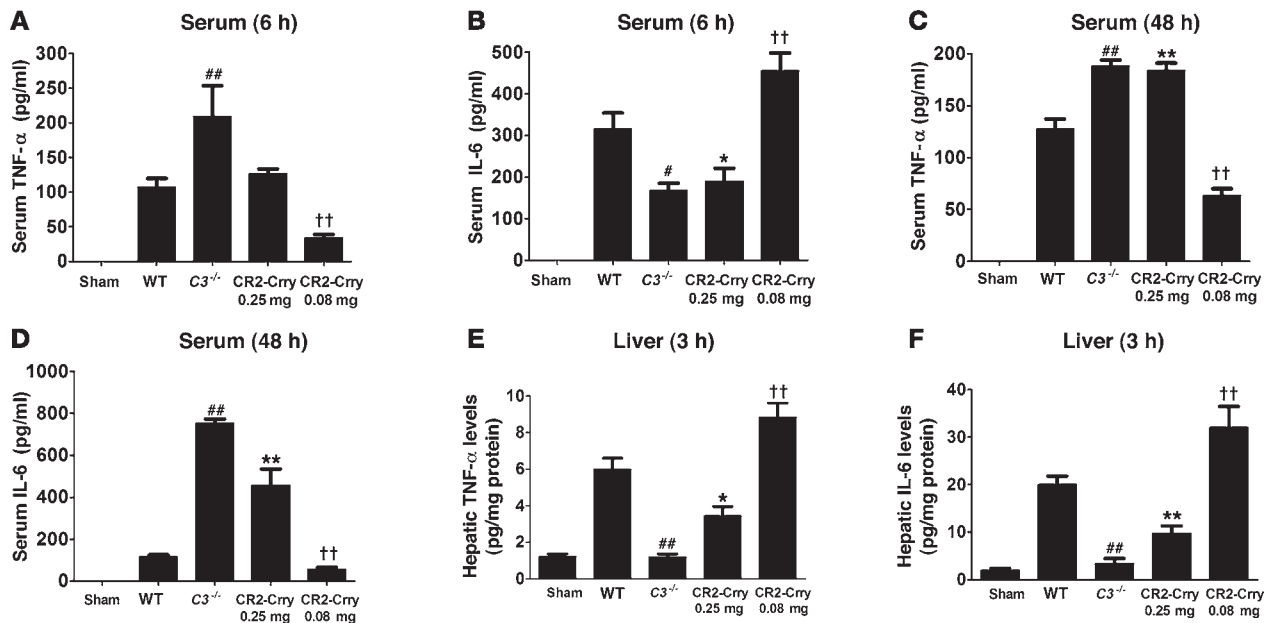 A
Serum (6 h)
Serum TNF-α (pg/ml)
300
250
200
150
100
50
0
##
††
Sham
WT
C3-/-
CR2-Crry
0.25 mg
CR2-Crry
0.08 mg
B
Serum (6 h)
Serum IL-6 (pg/ml)
500
400
300
200
300
0
#
*
††
Sham
WT
C3-/-
CR2-Crry
0.25 mg
CR2-Crry
0.08 mg
C
Serum (48 h)
Serum TNF-α (pg/ml)
200
150
100
50
0
##
**
††
Sham
WT
C3-/-
CR2-Crry
0.25 mg
CR2-Crry
0.08 mg
D
Serum (48 h)
Serum IL-6 (pg/ml)
1000
800
600
400
200
0
##
**
††
Sham
WT
C3-/-
CR2-Crry
0.25 mg
CR2-Crry
0.08 mg
E
Liver (3 h)
Hepatic TNF-α levels
(pg/mg protein)
10
8
6
4
2
0
##
*
††
Sham
WT
C3-/-
CR2-Crry
0.25 mg
CR2-Crry
0.08 mg
F
Liver (3 h)
Hepatic IL-6 levels
(pg/mg protein)
40
30
20
10
0
##
**
††
Sham
WT
C3-/-
CR2-Crry
0.25 mg
CR2-Crry
0.08 mg